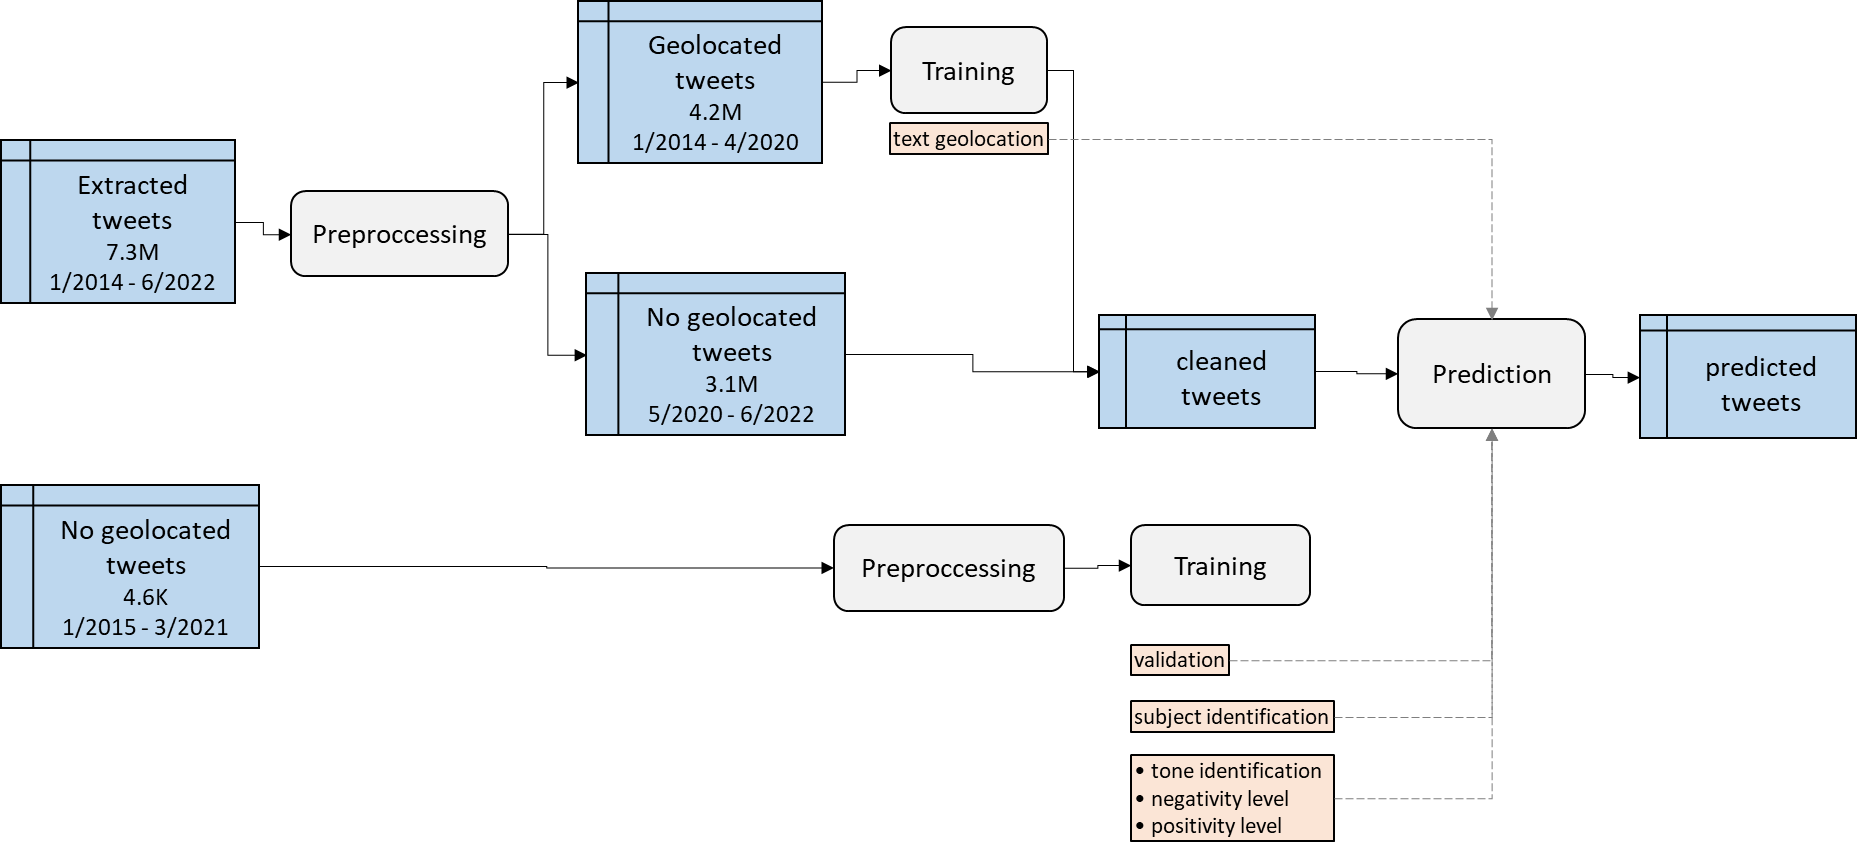 Extracted
tweets
7.3M
1/2014 - 6/2022
Preproccessing
Geolocated
tweets
4.2M
1/2014 - 4/2020
Training
text geolocation
No geolocated
tweets
3.1M
5/2020 - 6/2022
cleaned
tweets
Prediction
predicted
tweets
No geolocated
tweets
4.6K
1/2015 - 3/2021
Preproccessing
Training
validation
subject identification
• tone identification
• negativity level
• positivity level